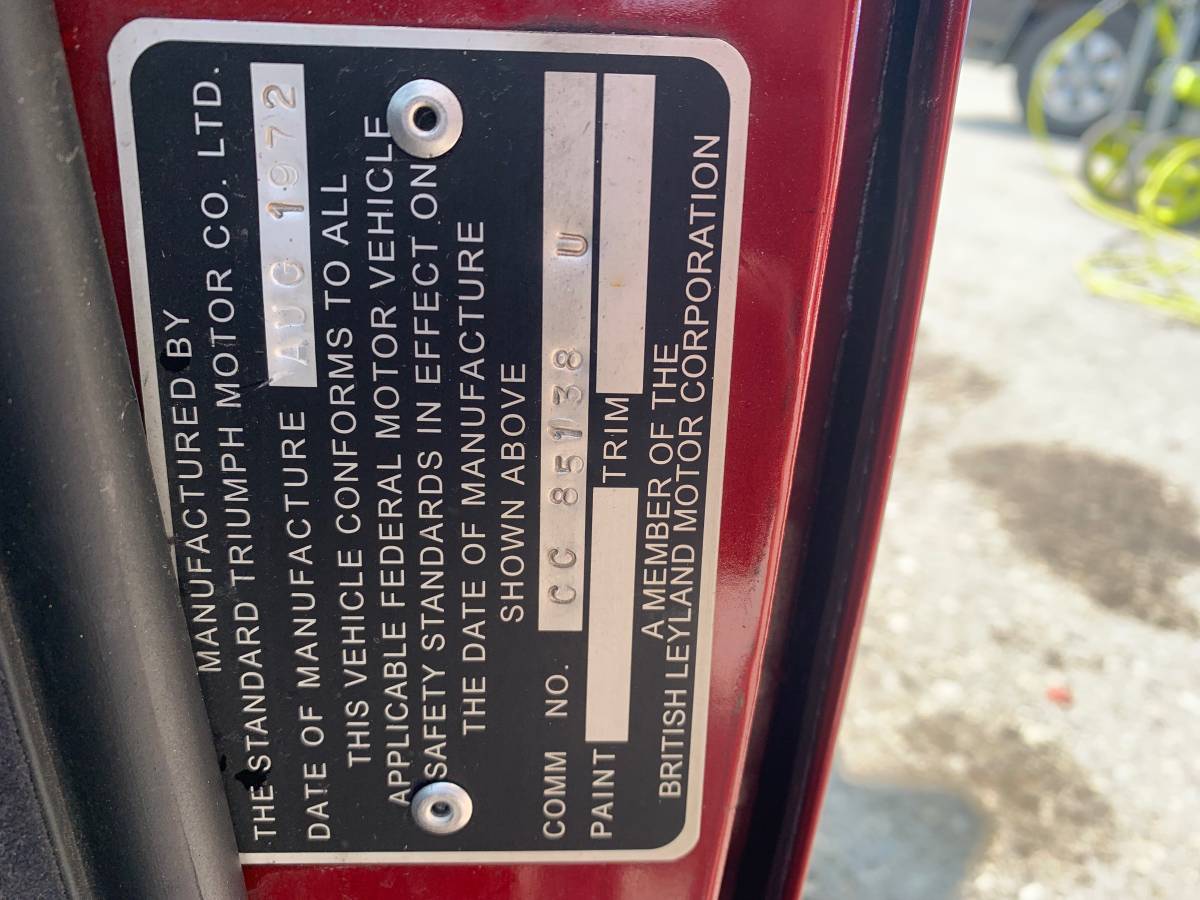 MANUFACTURED BY
THE STANDARD TRIUMPH MOTOR CO. LTD.
DATE OF MANUFACTURE AUG 1972
THIS VEHICLE CONFORMS TO ALL
APPLICABLE FEDERAL MOTOR VEHICLE
SAFETY STANDARDS IN EFFECT ON
THE DATE OF MANUFACTURE
SHOWN ABOVE
COMM NO. CC 85138 U
PAINT TRIM
A MEMBER OF THE
BRITISH LEYLAND MOTOR CORPORATION